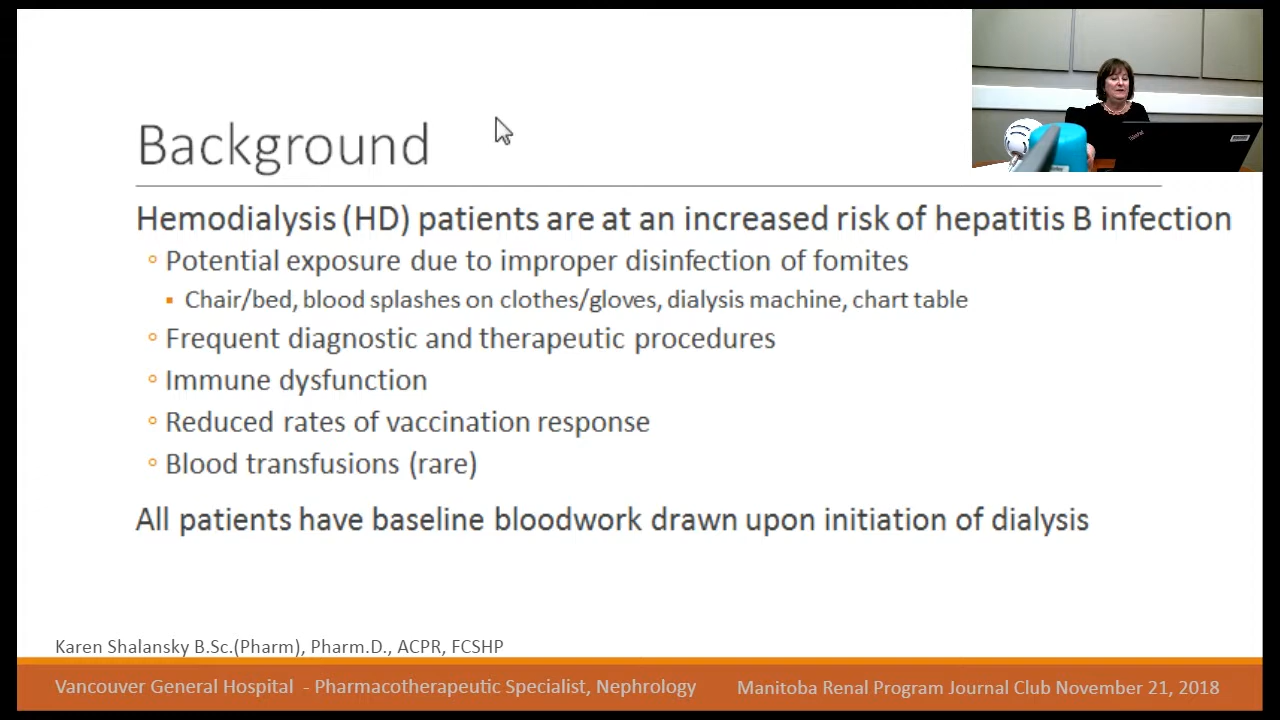 Background
Hemodialysis (HD) patients are at an increased risk of hepatitis B infection
Potential exposure due to improper disinfection of fomites
Chair/bed, blood splashes on clothes/gloves, dialysis machine, chart table
Frequent diagnostic and therapeutic procedures
Immune dysfunction
Reduced rates of vaccination response
Blood transfusions (rare)
All patients have baseline bloodwork drawn upon initiation of dialysis
Karen Shalansky B.Sc.(Pharm), Pharm.D., ACPR, FCSHP
Vancouver General Hospital - Pharmacotherapeutic Specialist, Nephrology Manitoba Renal Program Journal Club November 21, 2018